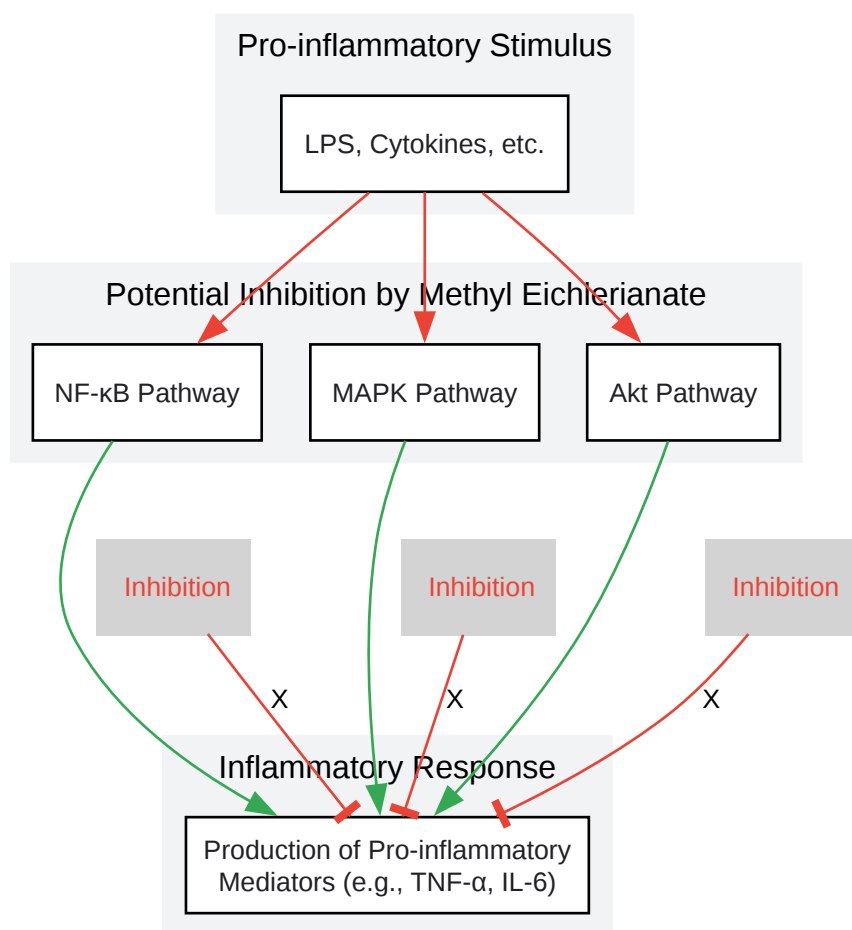 Pro-inflammatory Stimulus
LPS, Cytokines, etc.
Potential Inhibition by Methyl Eichlerianate
NF-κB Pathway
MAPK Pathway
Akt Pathway
Inhibition
Inhibition
Inhibition
X
X
X
Inflammatory Response
Production of Pro-inflammatory
Mediators (e.g., TNF-α, IL-6)